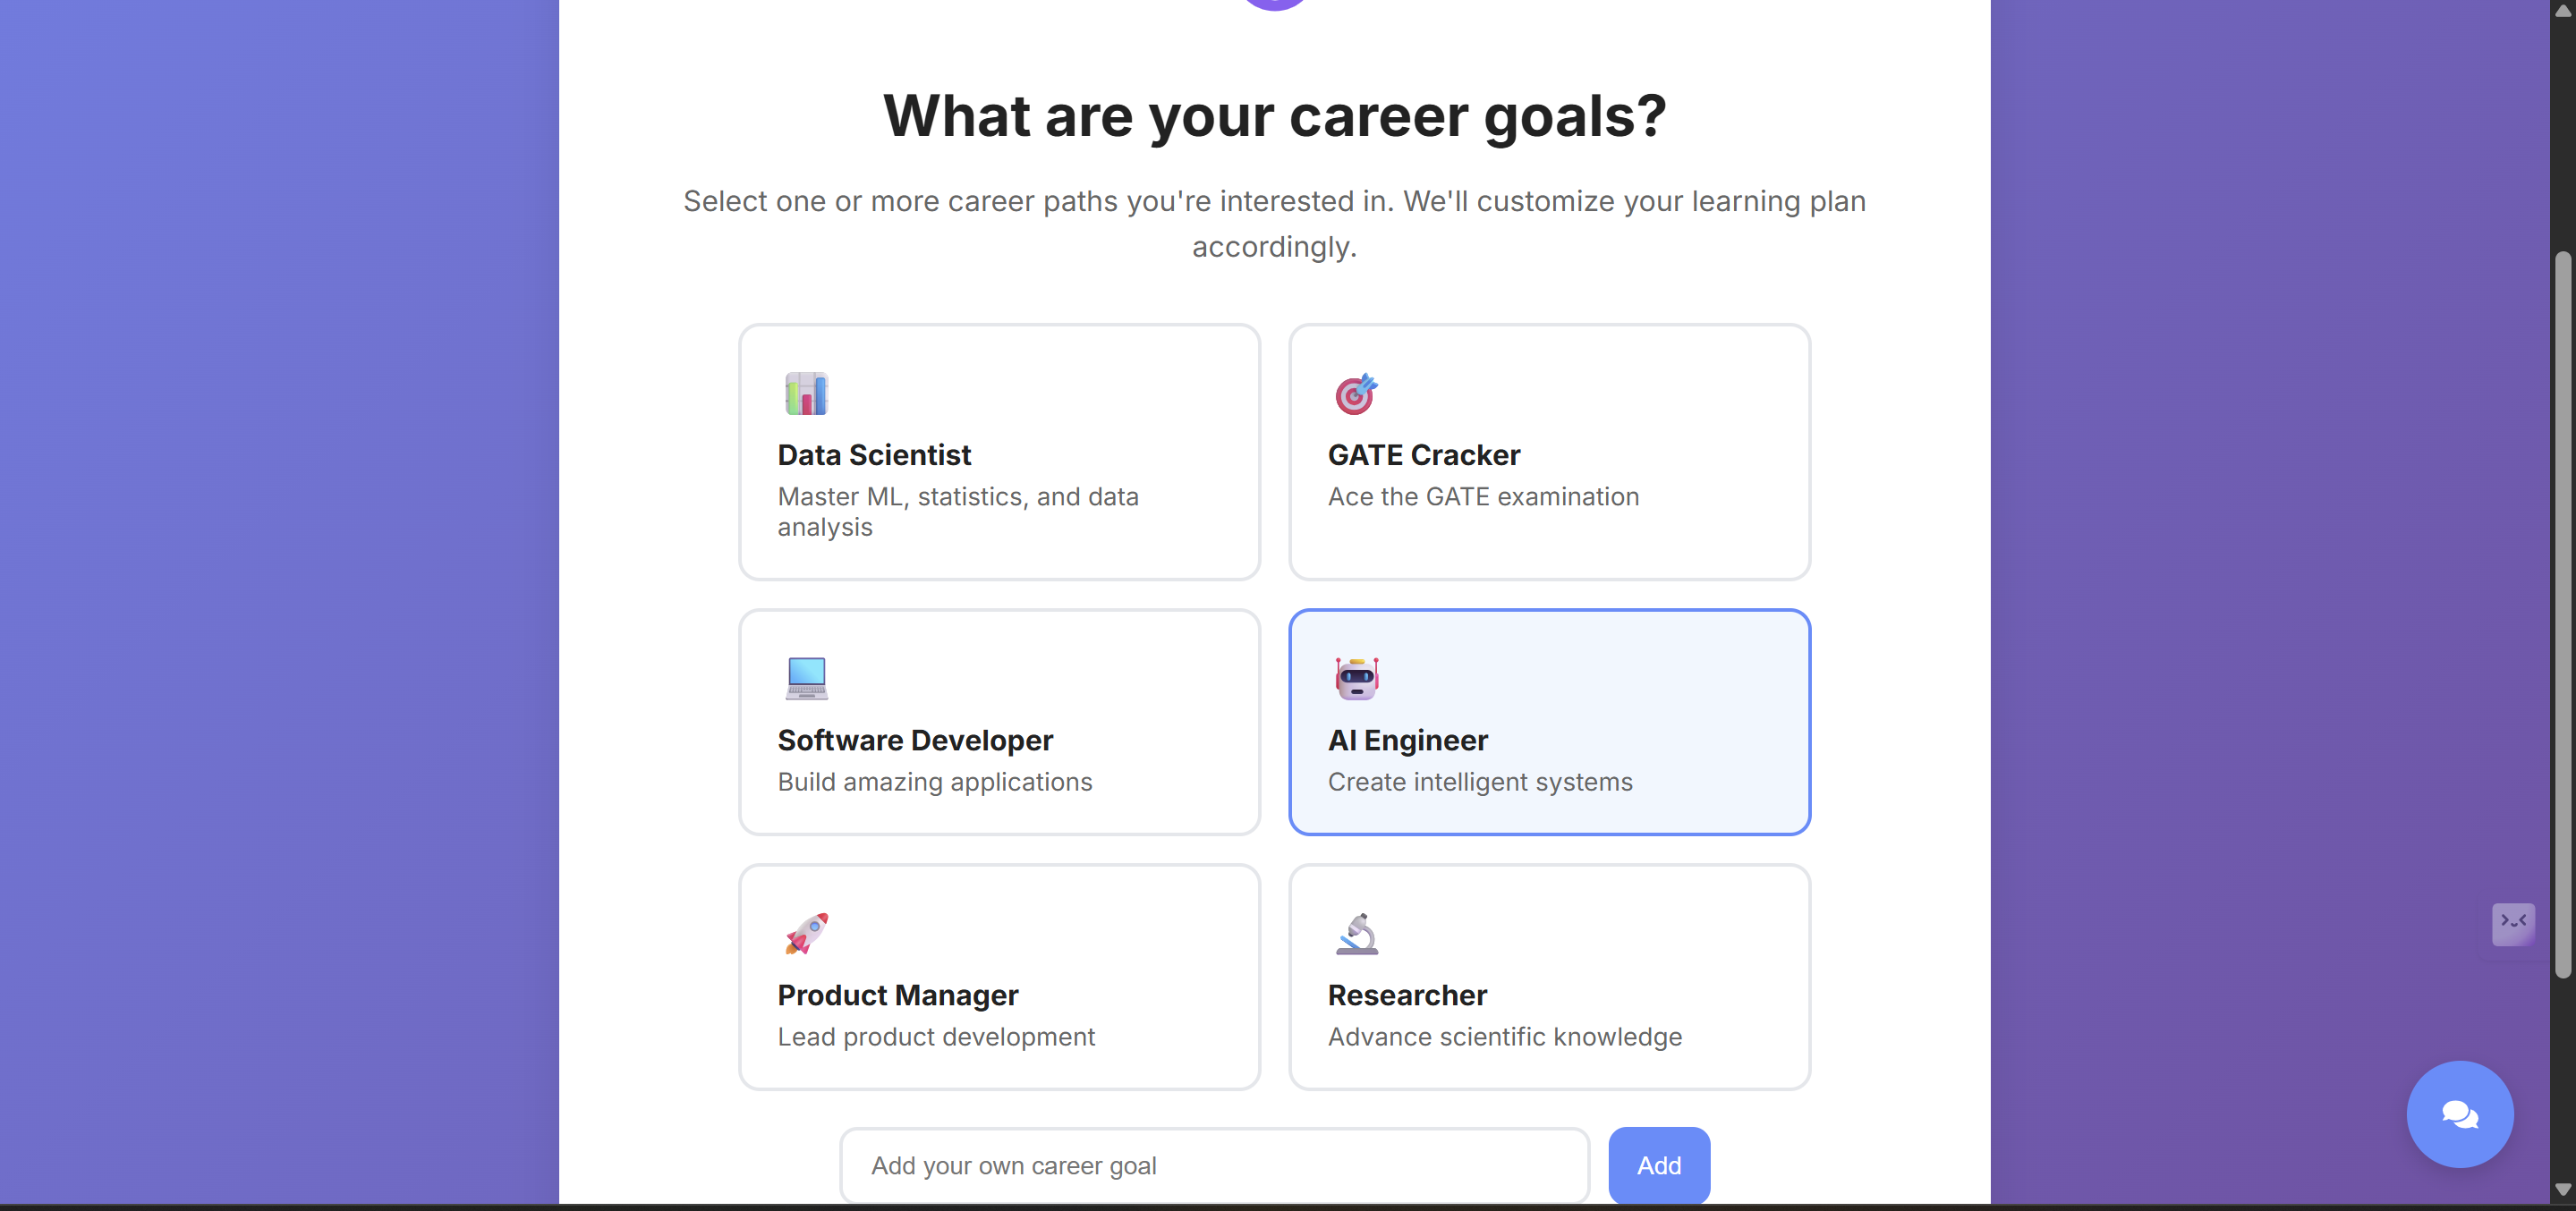 What are your career goals?
Select one or more career paths you're interested in. We'll customize your learning plan
accordingly.
Data Scientist
Master ML, statistics, and data
analysis
GATE Cracker
Ace the GATE examination
Software Developer
Build amazing applications
AI Engineer
Create intelligent systems
Product Manager
Lead product development
Researcher
Advance scientific knowledge
Add your own career goal
Add